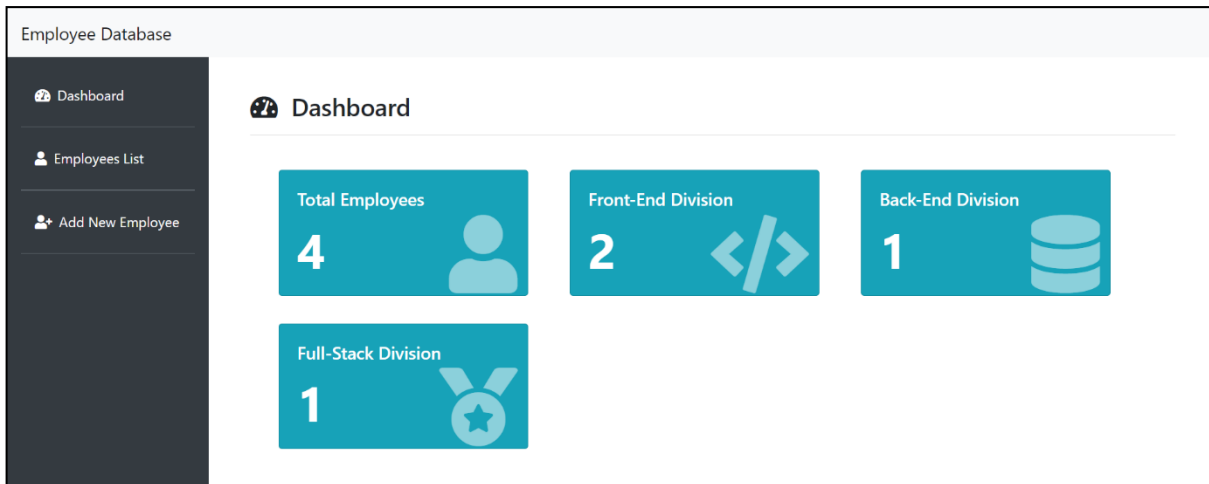 Employee Database
Dashboard
Employees List
Add New Employee
Dashboard
Total Employees
4
Front-End Division
2
Back-End Division
1
Full-Stack Division
1